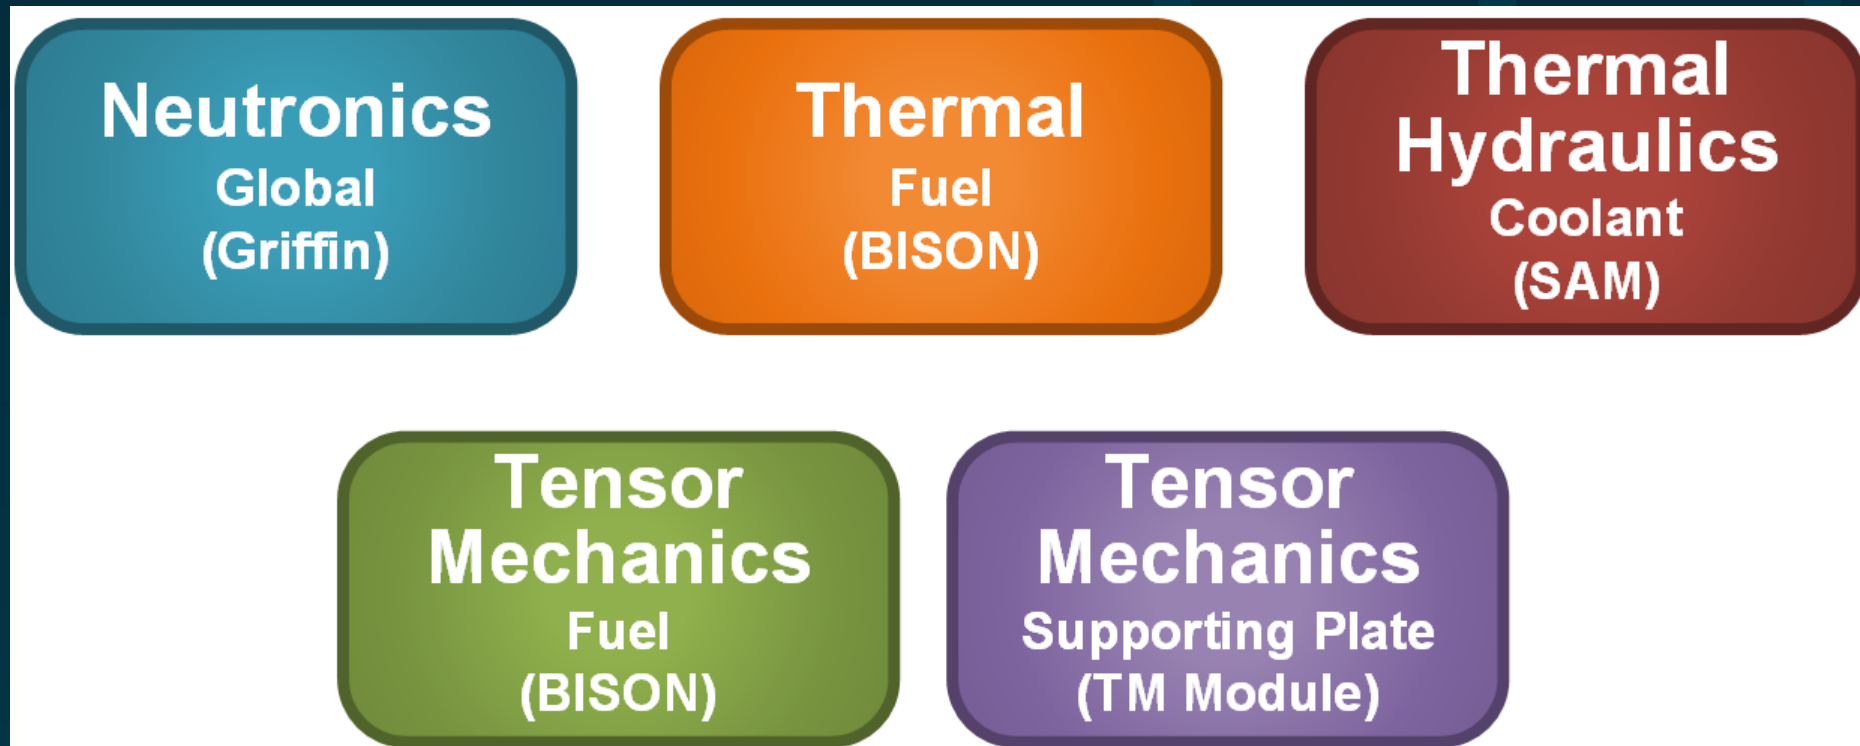 Neutronics
Global
(Griffin)
Thermal
Fuel
(BISON)
Thermal
Hydraulics
Coolant
(SAM)
Tensor
Mechanics
Fuel
(BISON)
Tensor
Mechanics
Supporting Plate
(TM Module)